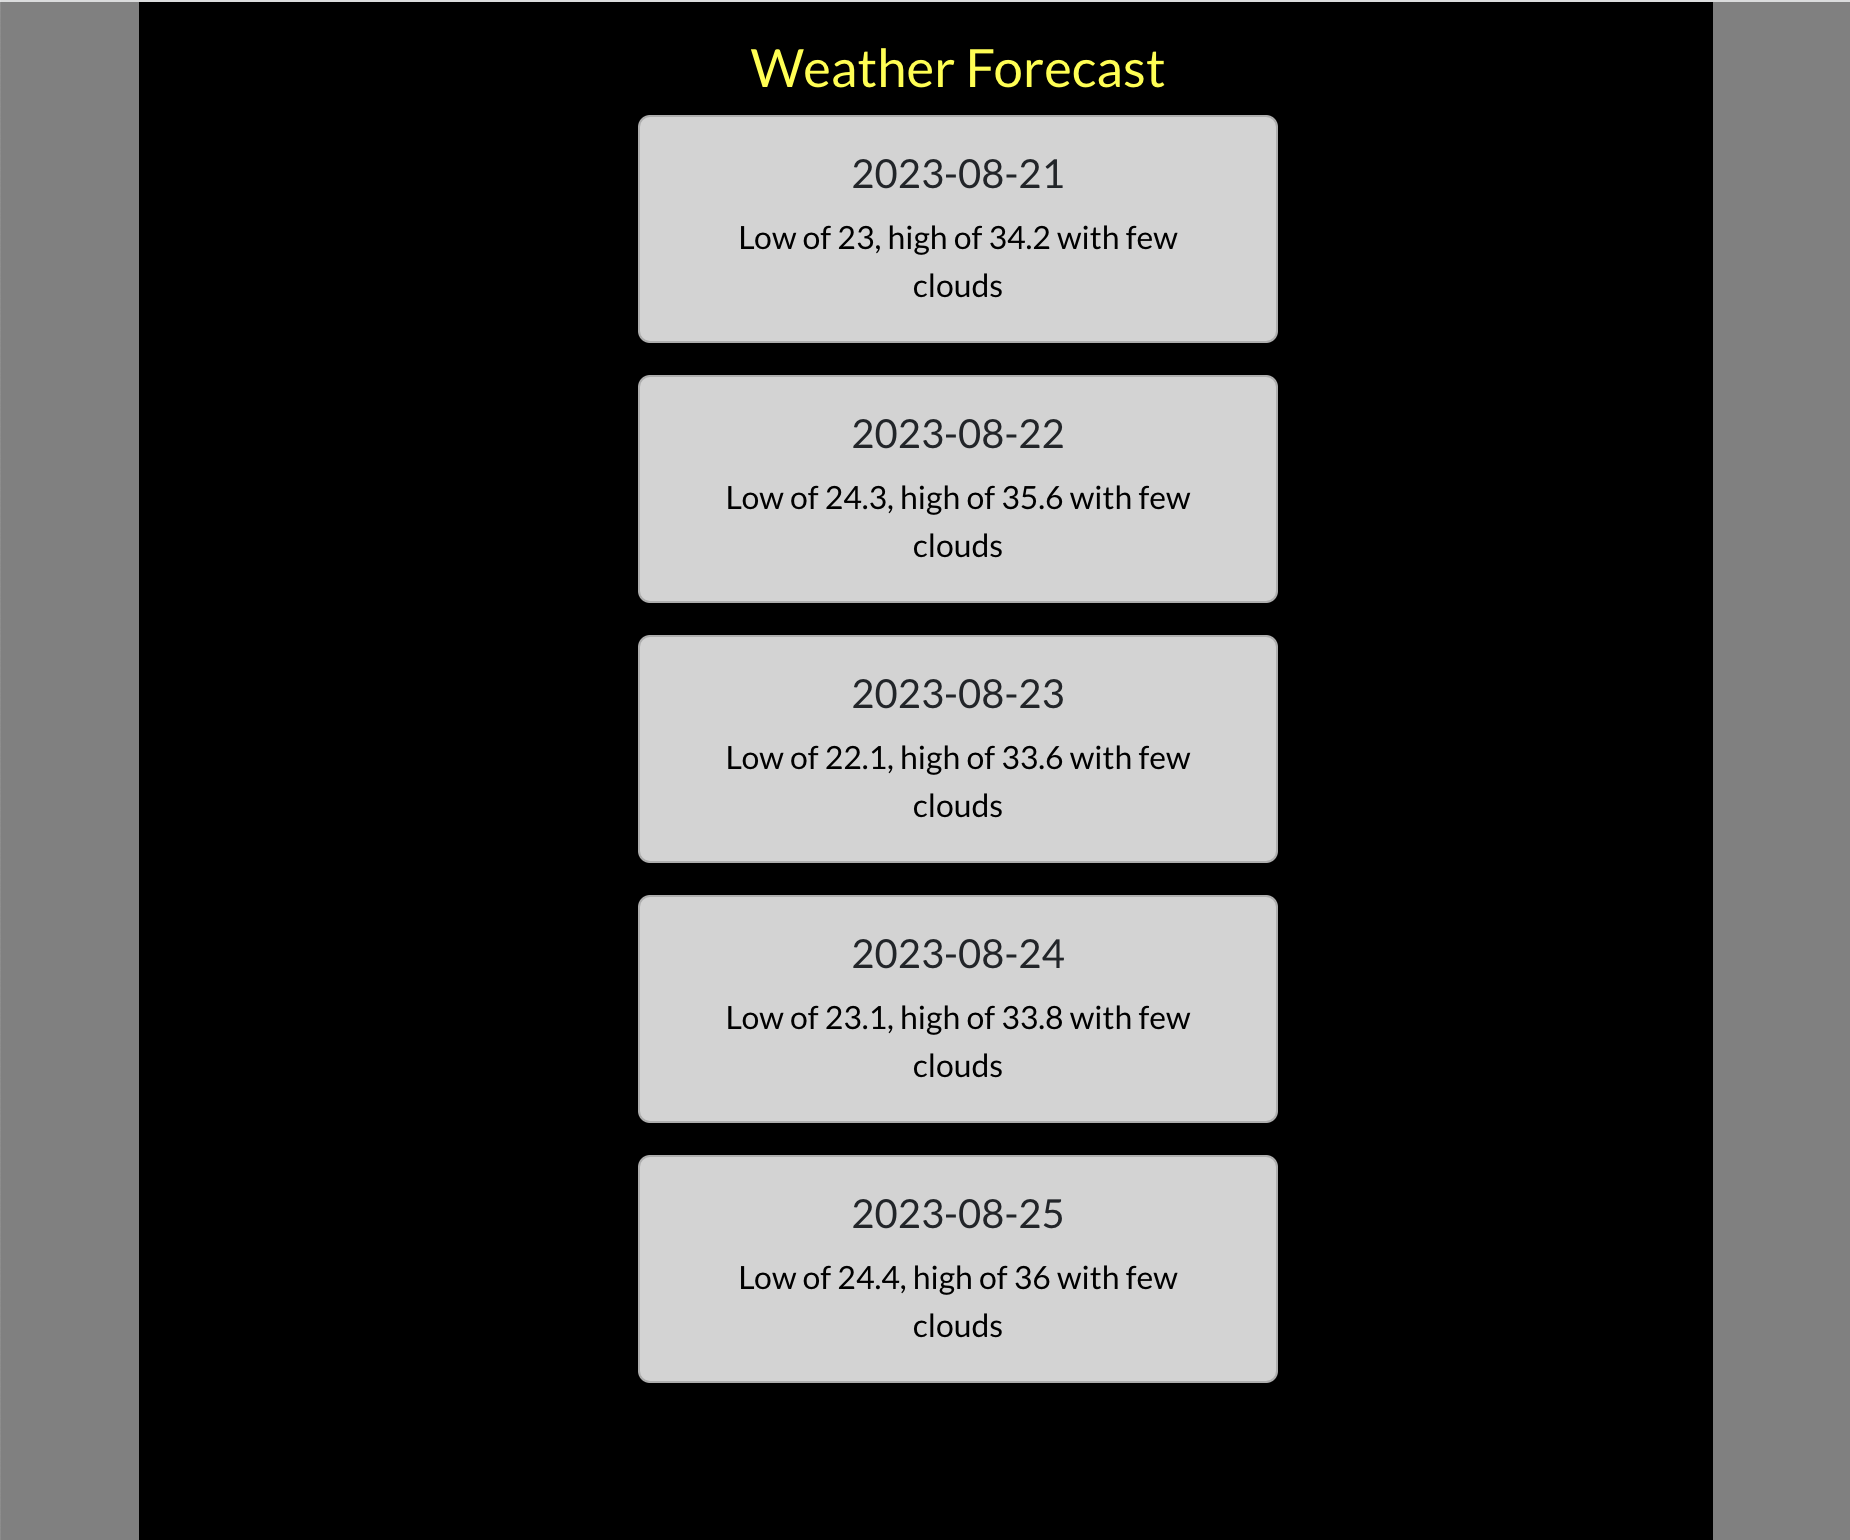 Weather Forecast
2023-08-21
Low of 23, high of 34.2 with few
clouds
2023-08-22
Low of 24.3, high of 35.6 with few
clouds
2023-08-23
Low of 22.1, high of 33.6 with few
clouds
2023-08-24
Low of 23.1, high of 33.8 with few
clouds
2023-08-25
Low of 24.4, high of 36 with few
clouds